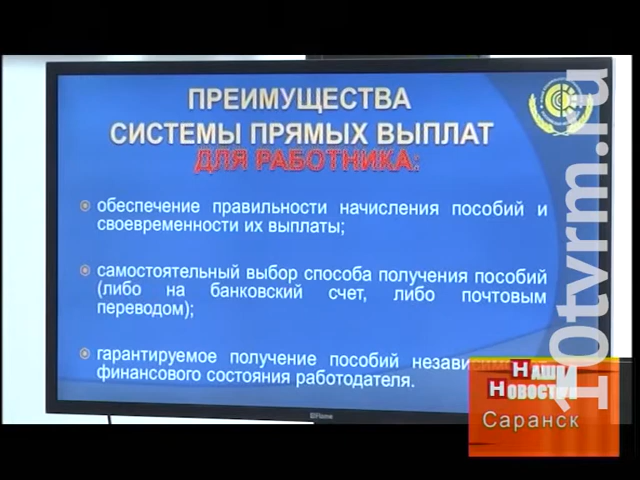 ПРЕИМУЩЕСТВА
СИСТЕМЫ ПРЯМЫХ ВЫПЛАТ
ДЛЯ РАБОТНИКА:
обеспечение правильности начисления пособий и
своевременности их выплаты;
самостоятельный выбор способа получения пособий
(либо на банковский счет, либо почтовым
переводом);
гарантируемое получение пособий
финансового состояния работодателя.
НАШИ
НОВОСТИ
Саранск
10tvrm.ru